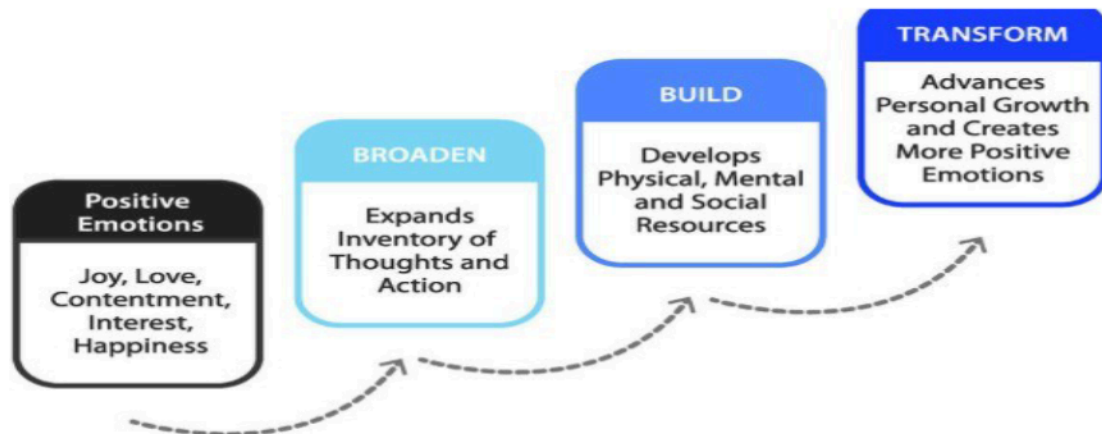 Positive
Emotions
Joy, Love,
Contentment,
Interest,
Happiness
BROADEN
Expands
Inventory of
Thoughts and
Action
BUILD
Develops
Physical, Mental
and Social
Resources
TRANSFORM
Advances
Personal Growth
and Creates
More Positive
Emotions